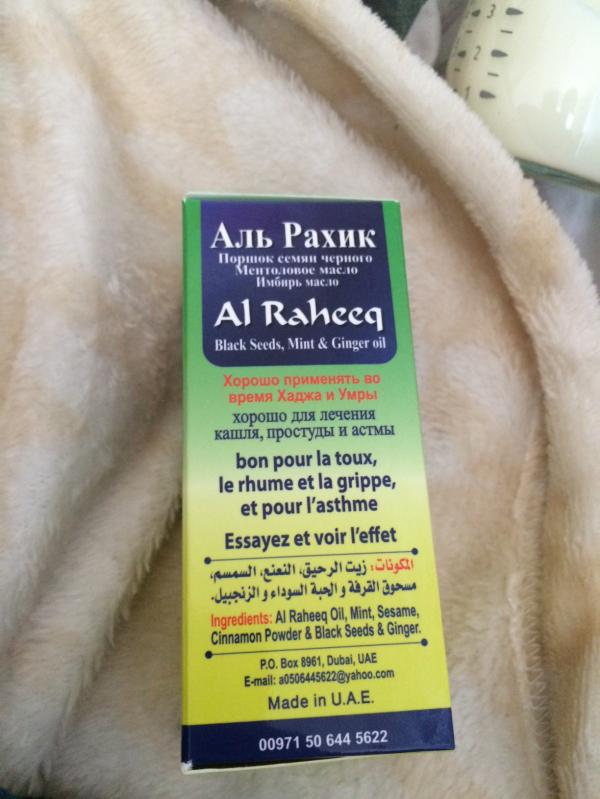 3
2
1
Аль Рахик
Поршок семян черного
Ментоловое масло
Имбирь масло
Al Raheeq
Black Seeds, Mint & Ginger oil
Хорошо применять во
время Хаджа и Умры
хорошо для лечения
кашля, простуды и астмы
bon pour la toux,
le rhume et la grippe,
et pour l'asthme
Essayez et voir l'effet
المكونات: زيت الرحيق، النعنع، السمسم،
مسحوق القرفة و الحبة السوداء و الزنجبيل.
Ingredients: Al Raheeq Oil, Mint, Sesame,
Cinnamon Powder & Black Seeds & Ginger.
P.O. Box 8961, Dubai, UAE
E-mail: a0506445622@yahoo.com
Made in U.A.E.
00971 50 644 5622